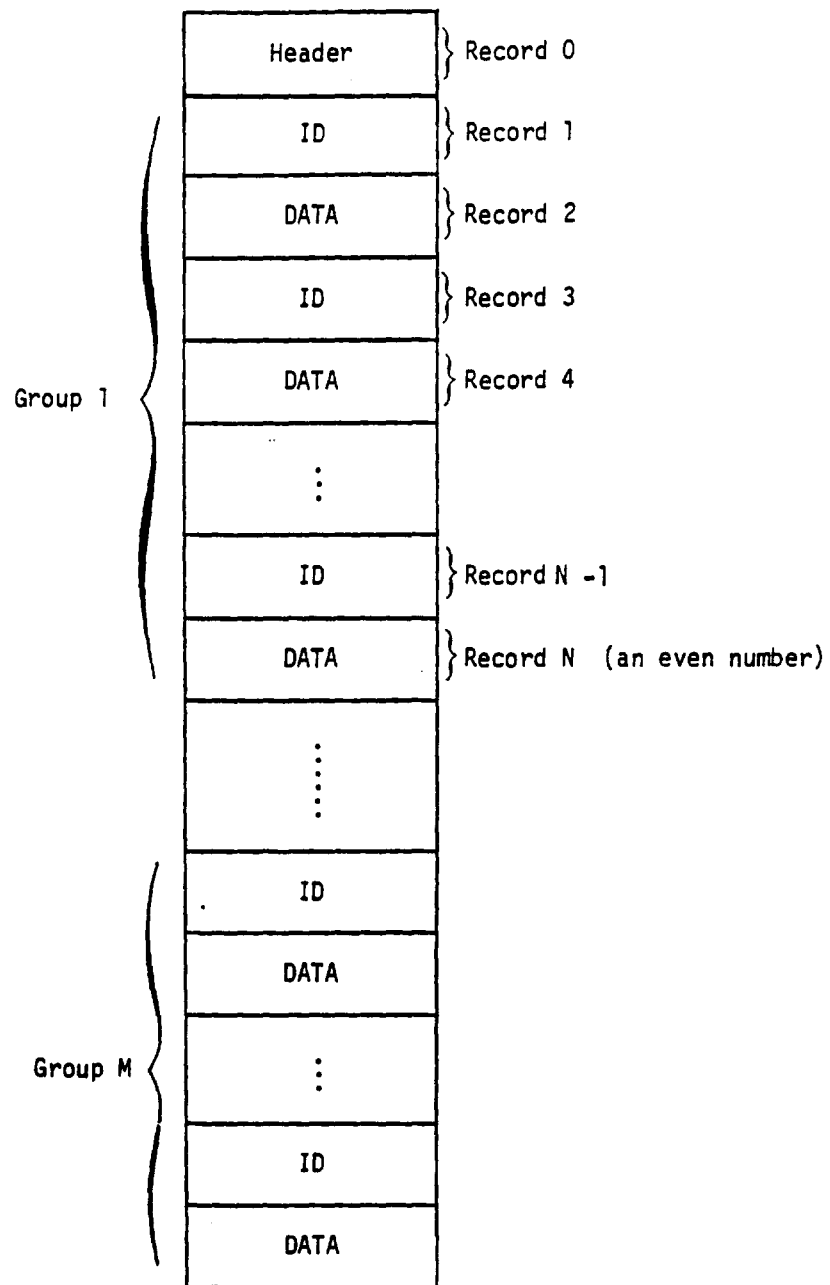 Header } Record 0
ID } Record 1
DATA } Record 2
ID } Record 3
DATA } Record 4
Group 1
⋮
ID } Record N -1
DATA } Record N (an even number)
⋮
ID
DATA
Group M
⋮
ID
DATA